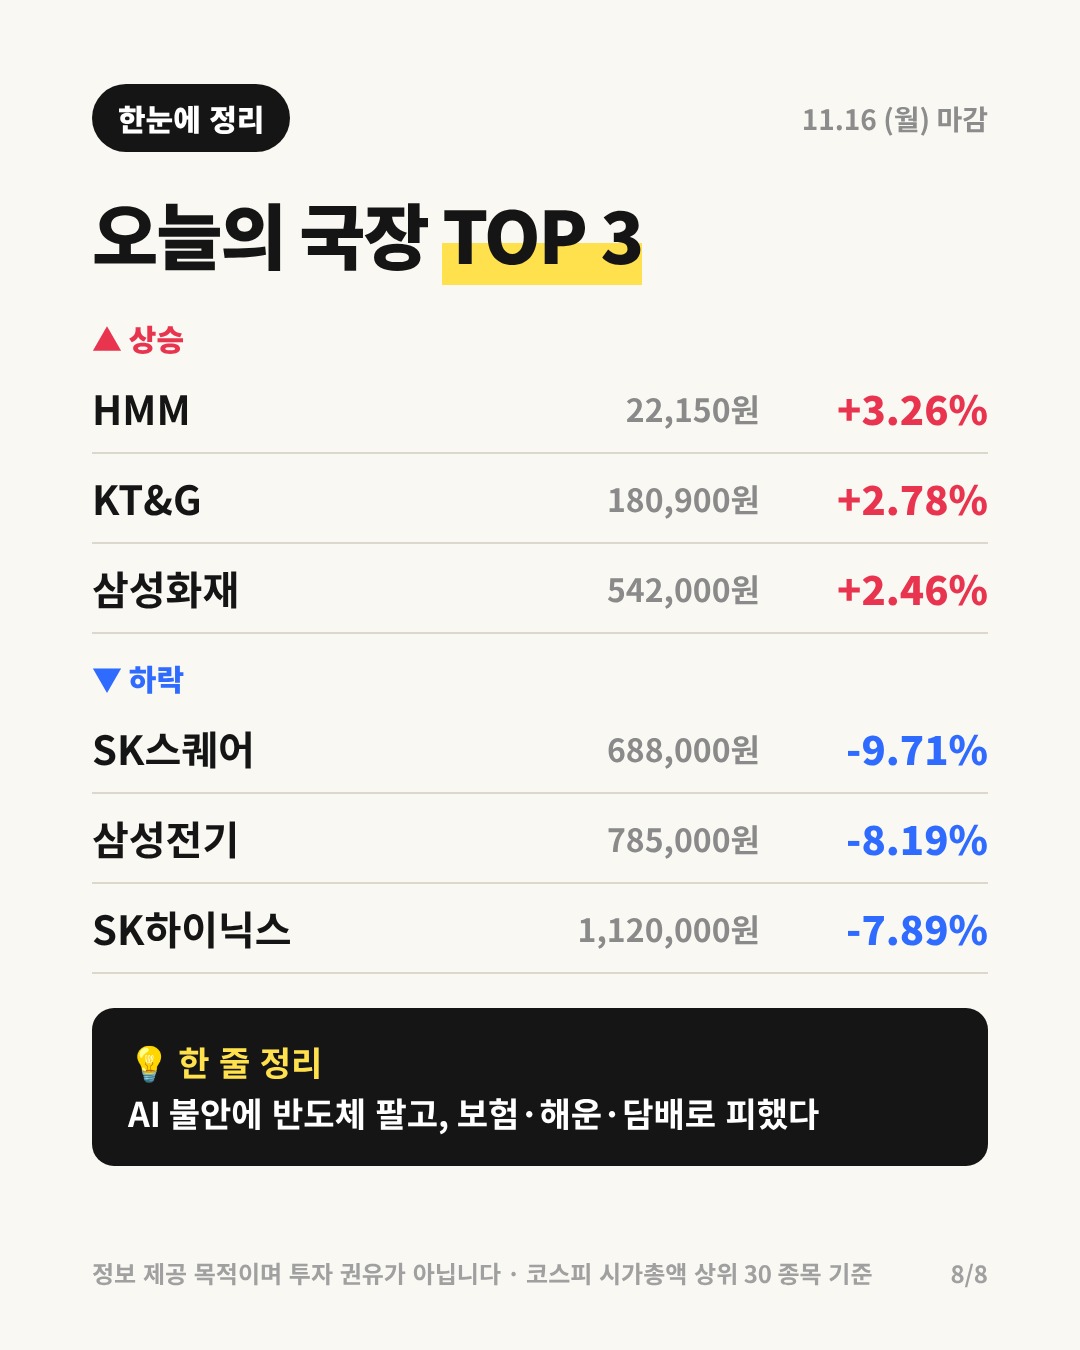 한눈에 정리
11.16 (월) 마감
오늘의 국장 TOP 3
▲ 상승
HMM 22,150원 +3.26%
KT&G 180,900원 +2.78%
삼성화재 542,000원 +2.46%
▼ 하락
SK스퀘어 688,000원 -9.71%
삼성전기 785,000원 -8.19%
SK하이닉스 1,120,000원 -7.89%
💡 한 줄 정리
AI 불안에 반도체 팔고, 보험·해운·담배로 피했다
정보 제공 목적이며 투자 권유가 아닙니다 · 코스피 시가총액 상위 30 종목 기준 8/8